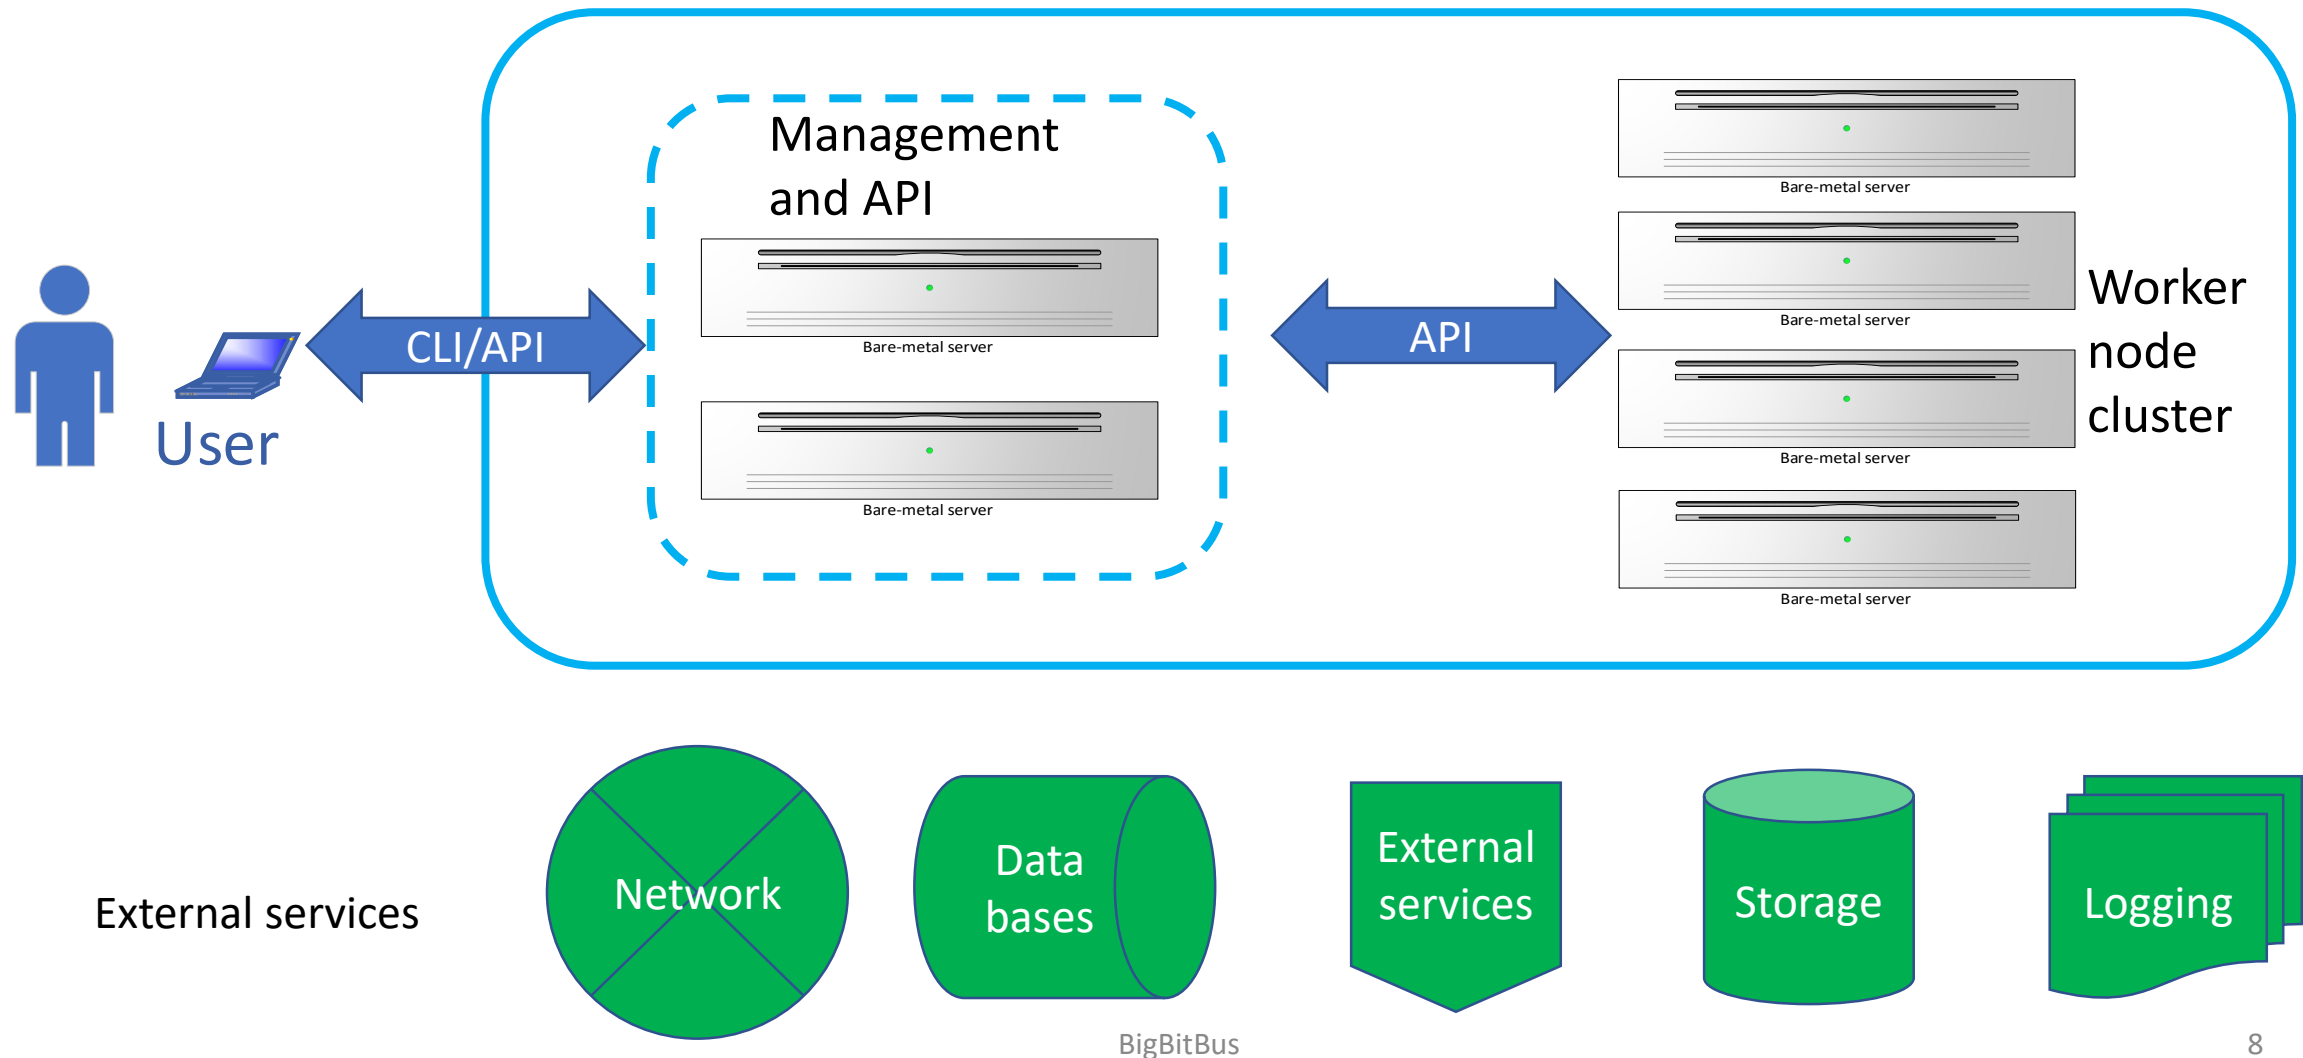 Management
and API
Bare-metal server
Bare-metal server
User
CLI/API
API
Bare-metal server
Bare-metal server
Bare-metal server
Bare-metal server
Worker
node
cluster
External services
Network
Data
bases
External
services
Storage
Logging
BigBitBus
8